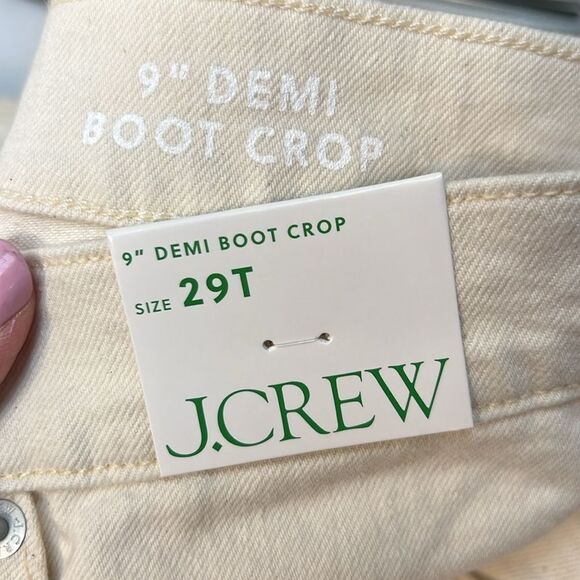 9" DEMI
BOOT CROP
9" DEMI BOOT CROP
SIZE 29T
J.CREW